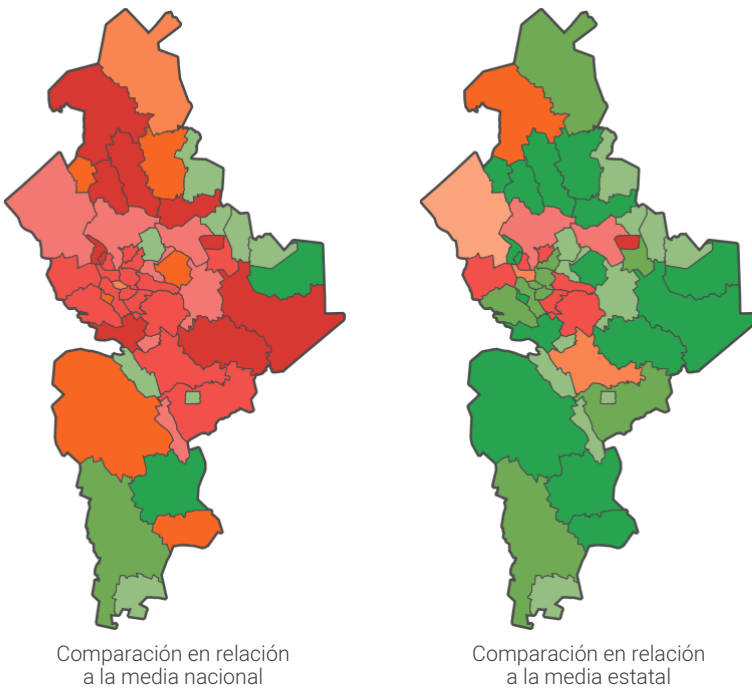 Comparación en relación
a la media nacional
Comparación en relación
a la media estatal